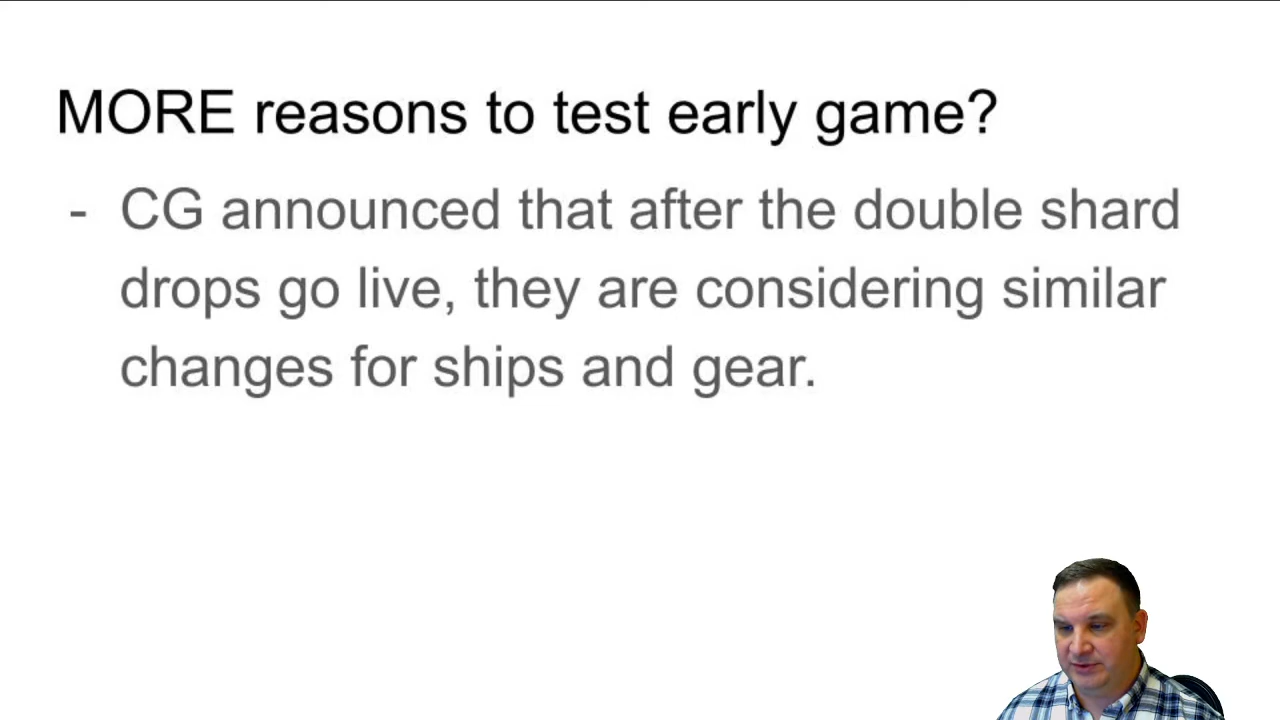 MORE reasons to test early game?
- CG announced that after the double shard
drops go live, they are considering similar
changes for ships and gear.